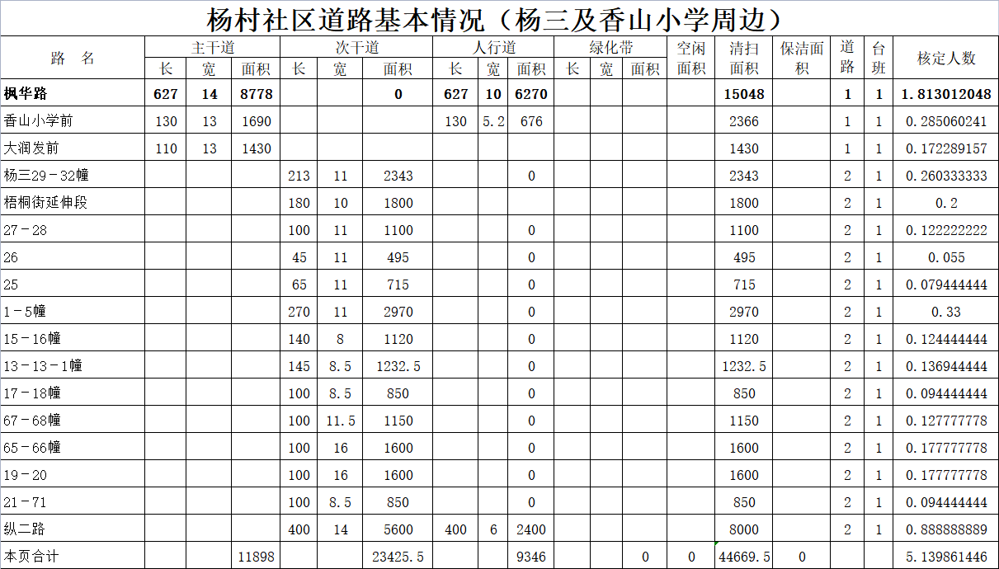 杨村社区道路基本情况（杨三及香山小学周边）
路 名 主干道 次干道 人行道 绿化带 空闲面积 清扫面积 保洁面积 道路 台班 核定人数
长 宽 面积 长 宽 面积 长 宽 面积 长 宽 面积
枫华路 627 14 8778 0 627 10 6270 15048 1 1 1.813012048
香山小学前 130 13 1690 130 5.2 676 2366 1 1 0.285060241
大润发前 110 13 1430 1430 1 1 0.172289157
杨三29－32幢 213 11 2343 0 2343 2 1 0.260333333
梧桐街延伸段 180 10 1800 1800 2 1 0.2
27－28 100 11 1100 0 1100 2 1 0.122222222
26 45 11 495 0 495 2 1 0.055
25 65 11 715 0 715 2 1 0.079444444
1－5幢 270 11 2970 0 2970 2 1 0.33
15－16幢 140 8 1120 0 1120 2 1 0.124444444
13－13－1幢 145 8.5 1232.5 0 1232.5 2 1 0.136944444
17－18幢 100 8.5 850 0 850 2 1 0.094444444
67－68幢 100 11.5 1150 0 1150 2 1 0.127777778
65－66幢 100 16 1600 0 1600 2 1 0.177777778
19－20 100 16 1600 0 1600 2 1 0.177777778
21－71 100 8.5 850 0 850 2 1 0.094444444
纵二路 400 14 5600 400 6 2400 8000 2 1 0.888888889
本页合计 11898 23425.5 9346 0 0 44669.5 0 5.139861446